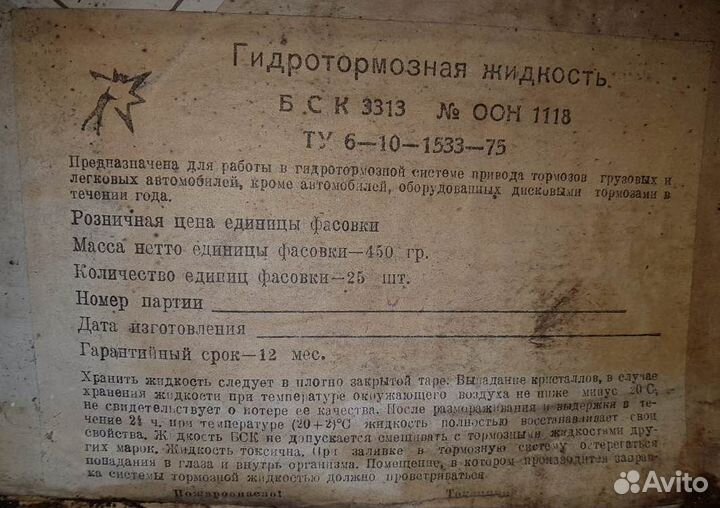 Гидротормозная жидкость
БСК 3313 № ООН 1118
ТУ 6—10—1533—75
Предназначена для работы в гидротормозной системе привода тормозов грузовых и
легковых автомобилей, кроме автомобилей, оборудованных дисковыми тормозами в
течении года.
Розничная цена единицы фасовки
Масса нетто единицы фасовки—450 гр.
Количество единиц фасовки—25 шт.
Номер партии
Дата изготовления
Гарантийный срок—12 мес.
Хранить жидкость следует в плотно закрытой таре. Выпадание кристаллов, в случае
хранения жидкости при температуре окружающего воздуха не ниже минус 20°С,
не свидетельствует о потере ее качества. После размораживания и выдержки в те-
чение 24 ч. при температуре (20+2)°С жидкость полностью восстанавливает свои
свойства. Жидкость БСК не допускается смешивать с тормозными жидкостями дру-
гих марок. Жидкость токсична. При заливке в тормозную систему остерегаться
попадания в глаза и внутрь организма. Помещение, в котором производится заправ-
ка системы тормозной жидкостью должно проветриваться
Пожароопасно!
Avito